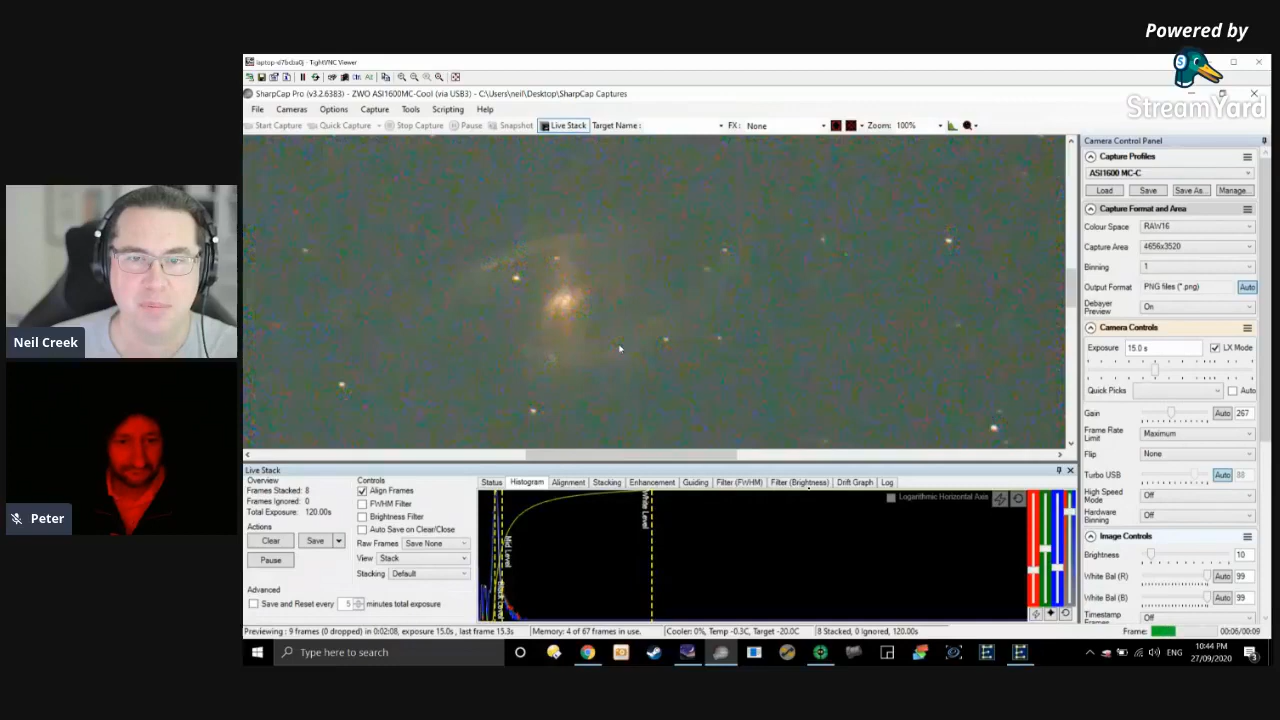 Powered by
StreamYard
laptop-d7bdza0j - TightVNC Viewer
SharpCap Pro (v3.2.6383) - ZWO ASI1600MC-Cool (via USB3) - C:\Users\neil\Desktop\SharpCap Captures
File Cameras Options Capture Tools Scripting Help
Start Capture Quick Capture Stop Capture Pause Snapshot Live Stack Target Name : FX : None Zoom: 100%
Neil Creek
Peter
Camera Control Panel
Capture Profiles
ASI1600 MC-C
Load Save Save As... Manage...
Capture Format and Area
Colour Space RAW16
Capture Area 4656x3520
Binning 1
Output Format PNG files (*.png) Auto
Debayer Preview On
Camera Controls
Exposure 15.0 s LX Mode
Quick Picks Auto
Gain Auto 267
Frame Rate Limit Maximum
Flip None
Turbo USB Auto 88
High Speed Mode Off
Hardware Binning Off
Image Controls
Brightness 10
White Bal (R) Auto 99
White Bal (B) Auto 99
Timestamp Frames Off
Live Stack
Overview
Frames Stacked: 8
Frames Ignored: 0
Total Exposure: 120.00s
Actions
Clear Save
Pause
Advanced
Save and Reset every 5 minutes total exposure
Controls
Align Frames
FWHM Filter
Brightness Filter
Auto Save on Clear/Close
Raw Frames Save None
View Stack
Stacking Default
Status Histogram Alignment Stacking Enhancement Guiding Filter (FWHM) Filter (Brightness) Drift Graph Log
Logarithmic Horizontal Axis
Mid Level
White Level
Previewing : 9 frames (0 dropped) in 0:02:08, exposure 15.0s , last frame 15.3s Memory: 4 of 67 frames in use. Cooler: 0%, Temp -0.3C, Target -20.0C 8 Stacked, 0 Ignored, 120.00s Frame: 00:06/00:09
Type here to search
ENG
10:44 PM
27/09/2020
3